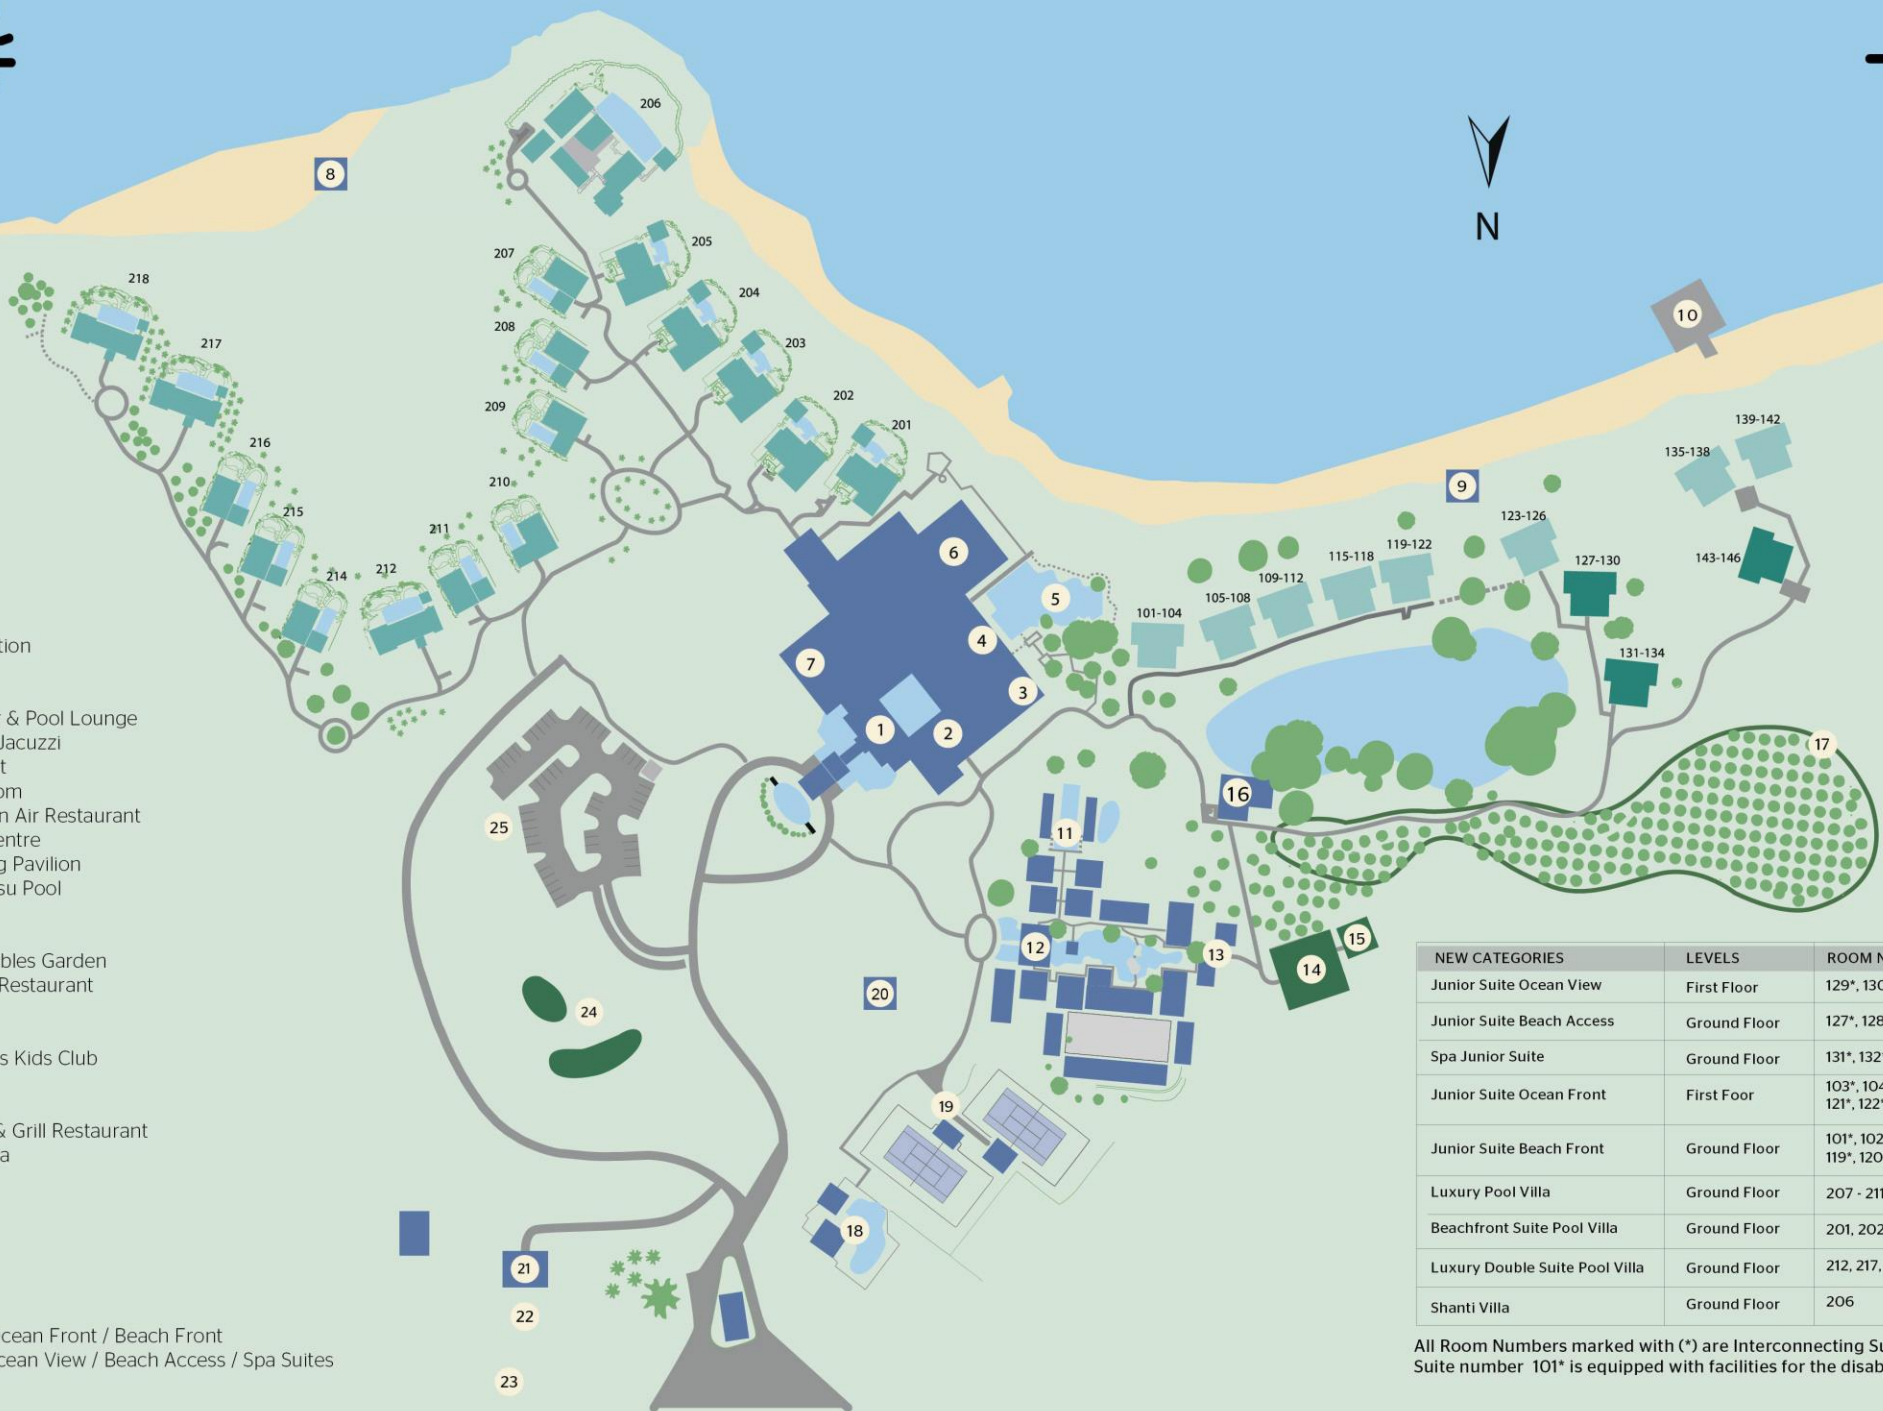 206
8
N
205
207
218
204
10
208
203
217
202
209
201
139-142
216
135-138
210
9
215
123-126
211
119-122
6
115-118
127-130
143-146
212
214
109-112
5
105-108
101-104
4
131-134
7
3
1
2
17
16
25
11
12
13
15
14
20
24
19
18
21
22
23
tion
& Pool Lounge
Jacuzzi
t
om
n Air Restaurant
entre
g Pavilion
su Pool
bles Garden
Restaurant
s Kids Club
& Grill Restaurant
a
cean Front / Beach Front
cean View / Beach Access / Spa Suites
NEW CATEGORIES LEVELS ROOM N
Junior Suite Ocean View First Floor 129*, 130
Junior Suite Beach Access Ground Floor 127*, 128
Spa Junior Suite Ground Floor 131*, 132*
Junior Suite Ocean Front First Foor 103*, 104
121*, 122*
Junior Suite Beach Front Ground Floor 101*, 102
119*, 120
Luxury Pool Villa Ground Floor 207 - 211
Beachfront Suite Pool Villa Ground Floor 201, 202
Luxury Double Suite Pool Villa Ground Floor 212, 217,
Shanti Villa Ground Floor 206
All Room Numbers marked with (*) are Interconnecting Su
Suite number 101* is equipped with facilities for the disab